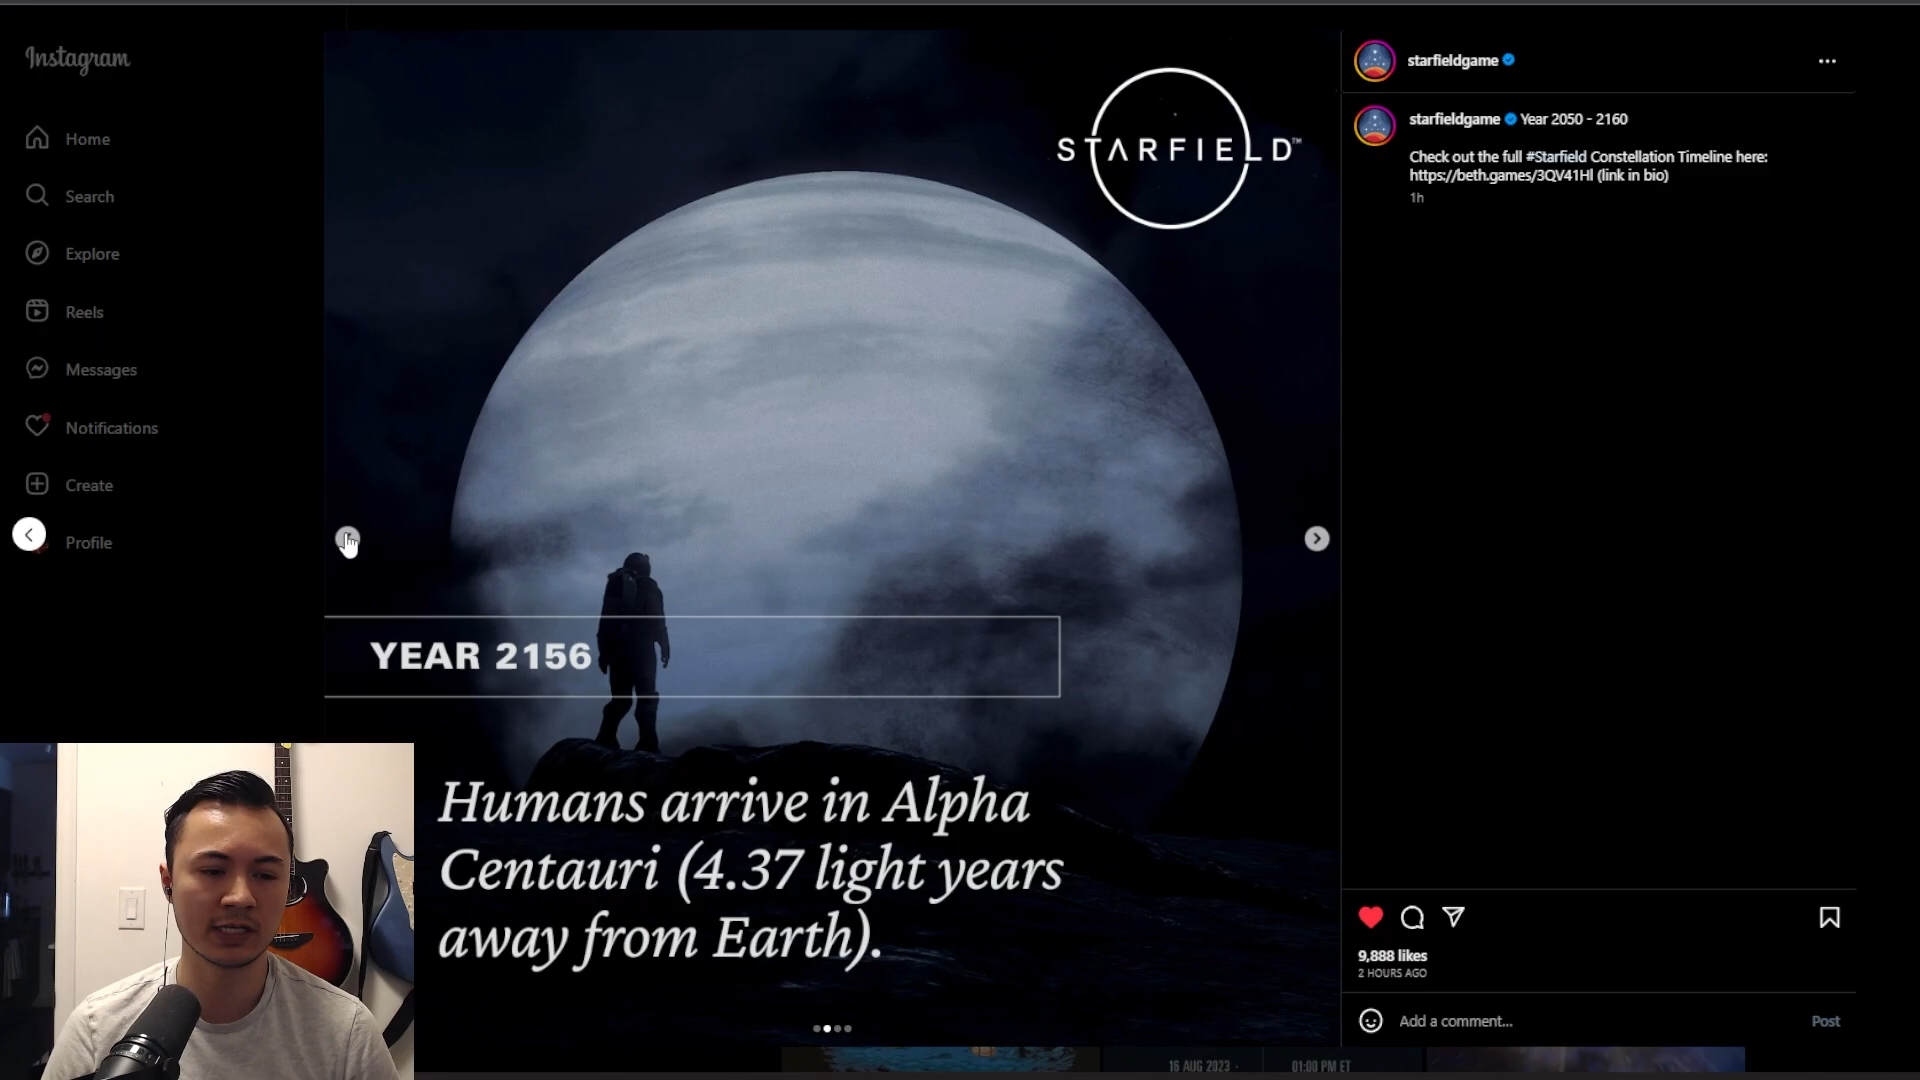 Instagram
Home
Search
Explore
Reels
Messages
Notifications
Create
Profile
STARFIELD™
YEAR 2156
Humans arrive in Alpha
Centauri (4.37 light years
away from Earth).
starfieldgame
starfieldgame Year 2050 - 2160
Check out the full #Starfield Constellation Timeline here:
https://beth.games/3QV41Hl (link in bio)
1h
9,888 likes
2 HOURS AGO
Add a comment...
Post
16 AUG 2023 -
01:00 PM ET